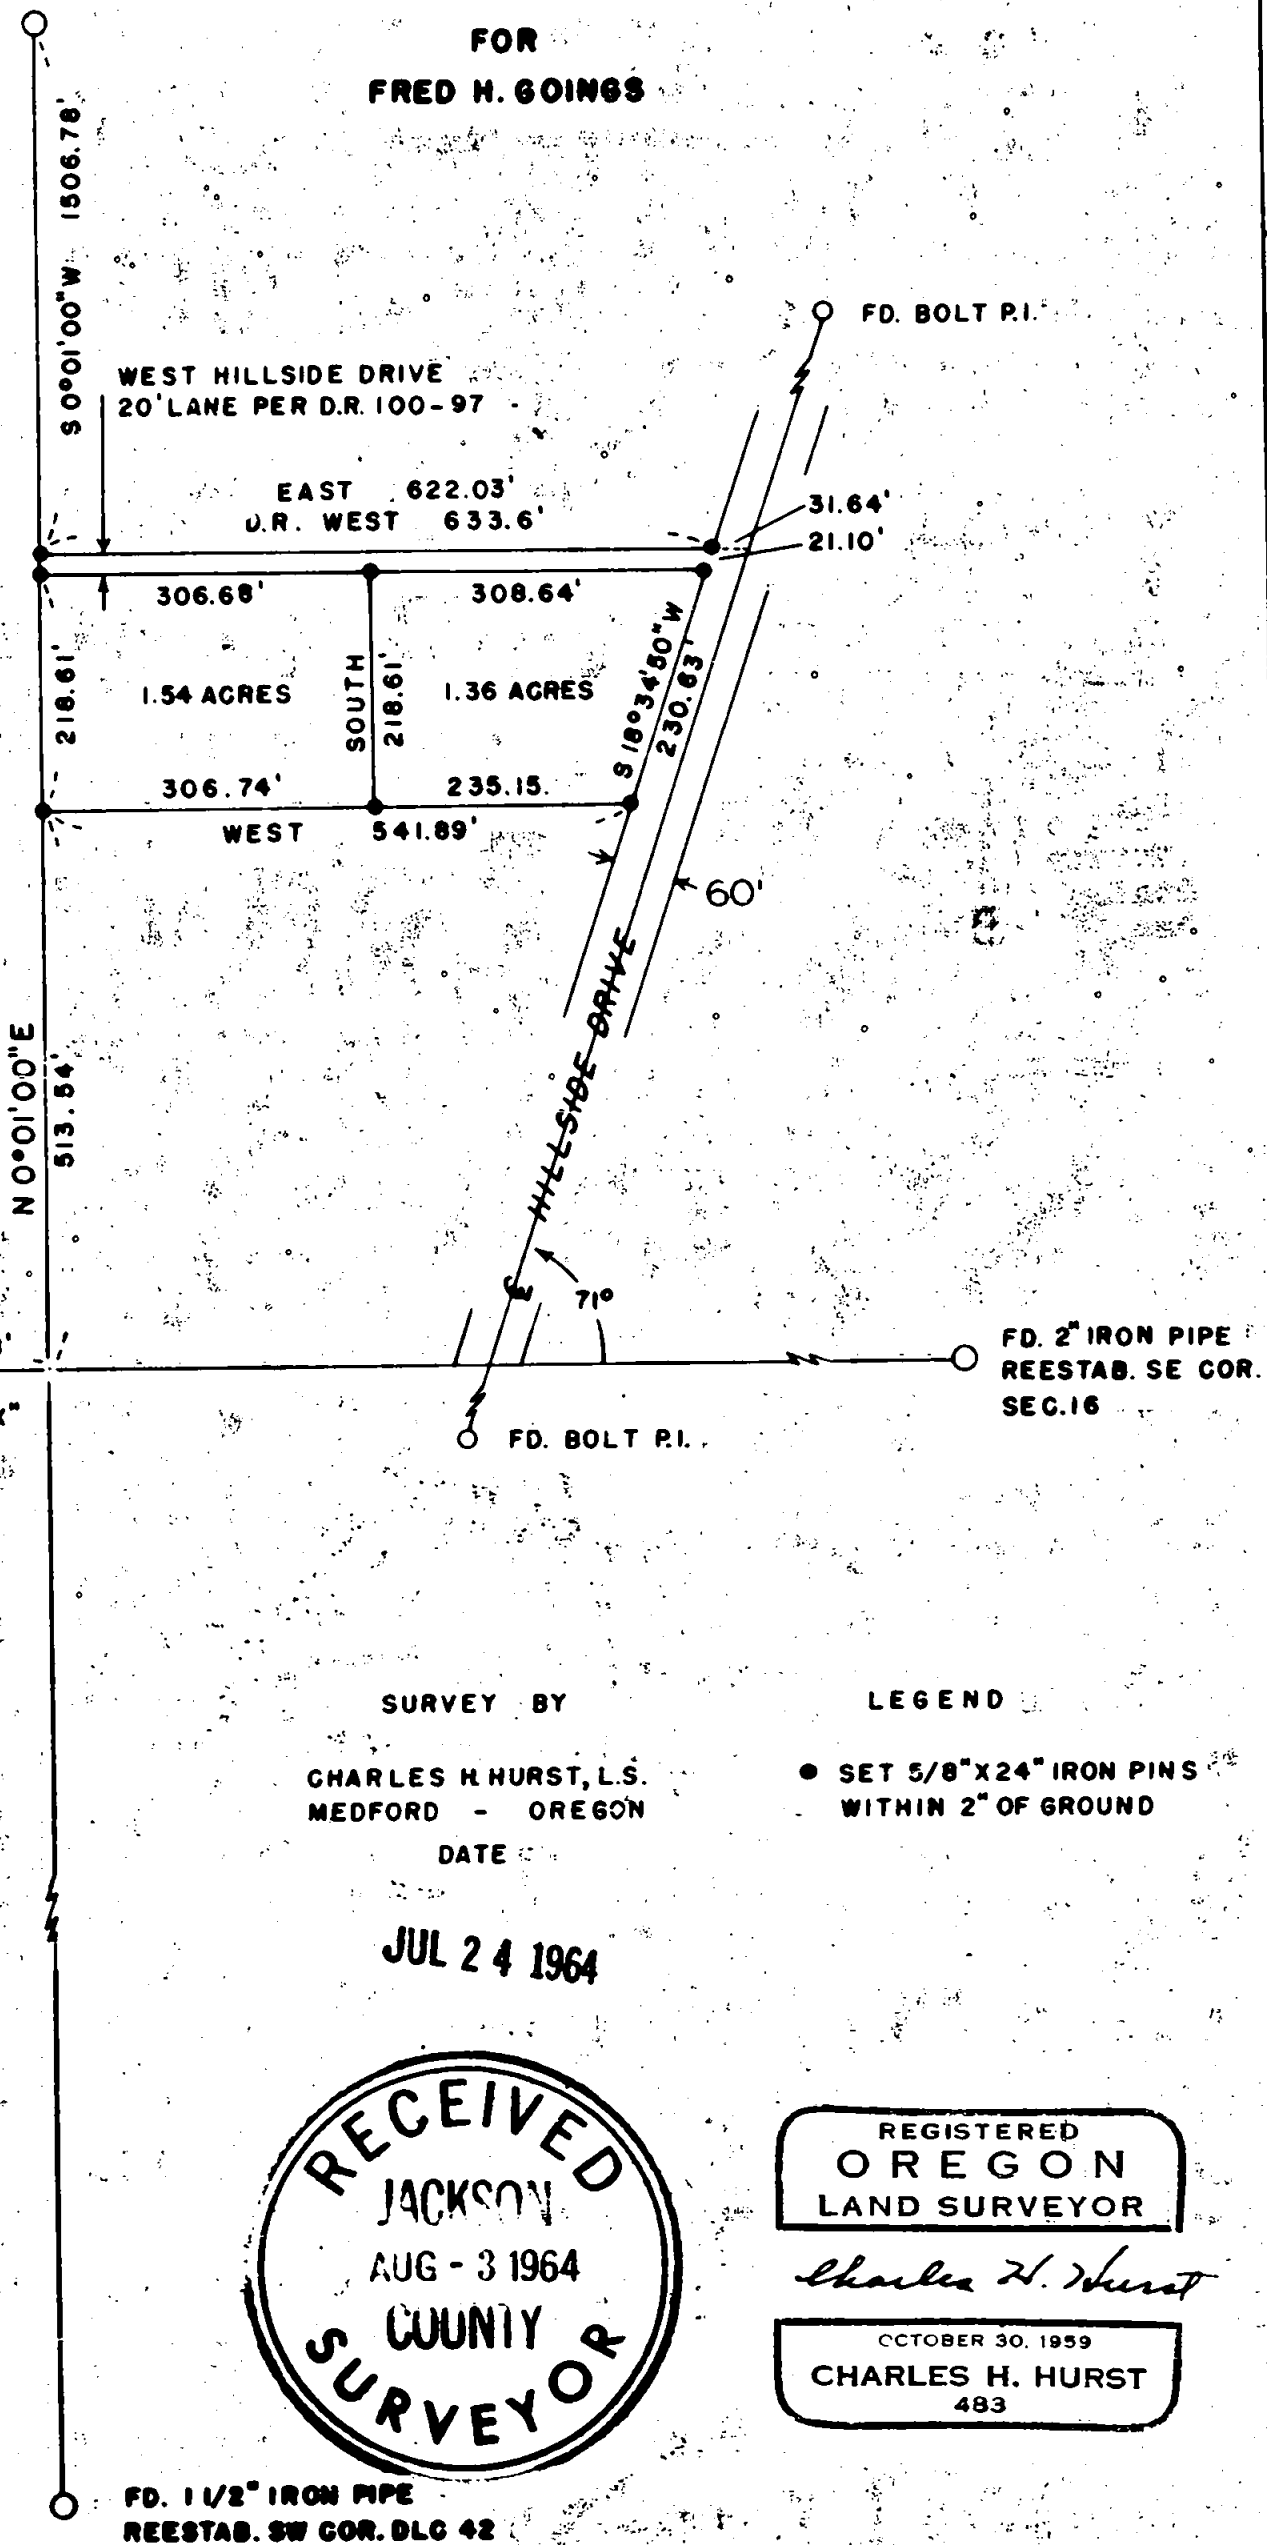 FOR
FRED H. GOINGS
S 0°01'00"W 1506.78'
FD. BOLT P.I.
WEST HILLSIDE DRIVE
20' LANE PER D.R. 100-97
EAST 622.03'
D.R. WEST 633.6'
31.64'
21.10'
306.68'
308.64'
218.61'
1.54 ACRES
SOUTH
218.61'
1.36 ACRES
S 18°34'50"W
230.63'
306.74'
235.15
WEST 541.89'
60'
HILLSIDE DRIVE
N 0°01'00"E
513.54'
71°
FD. 2" IRON PIPE
REESTAB. SE COR.
SEC.16
FD. BOLT P.I.
SURVEY BY
CHARLES H. HURST, L.S.
MEDFORD - OREGON
DATE
JUL 24 1964
LEGEND
SET 5/8"X24" IRON PINS
WITHIN 2" OF GROUND
RECEIVED
JACKSON
AUG - 3 1964
COUNTY
SURVEYOR
REGISTERED
OREGON
LAND SURVEYOR
Charles H. Hurst
OCTOBER 30, 1959
CHARLES H. HURST
483
FD. 1 1/2" IRON PIPE
REESTAB. SW COR. DLC 42